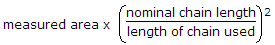 measured area x (nominal chain length / length of chain used)²